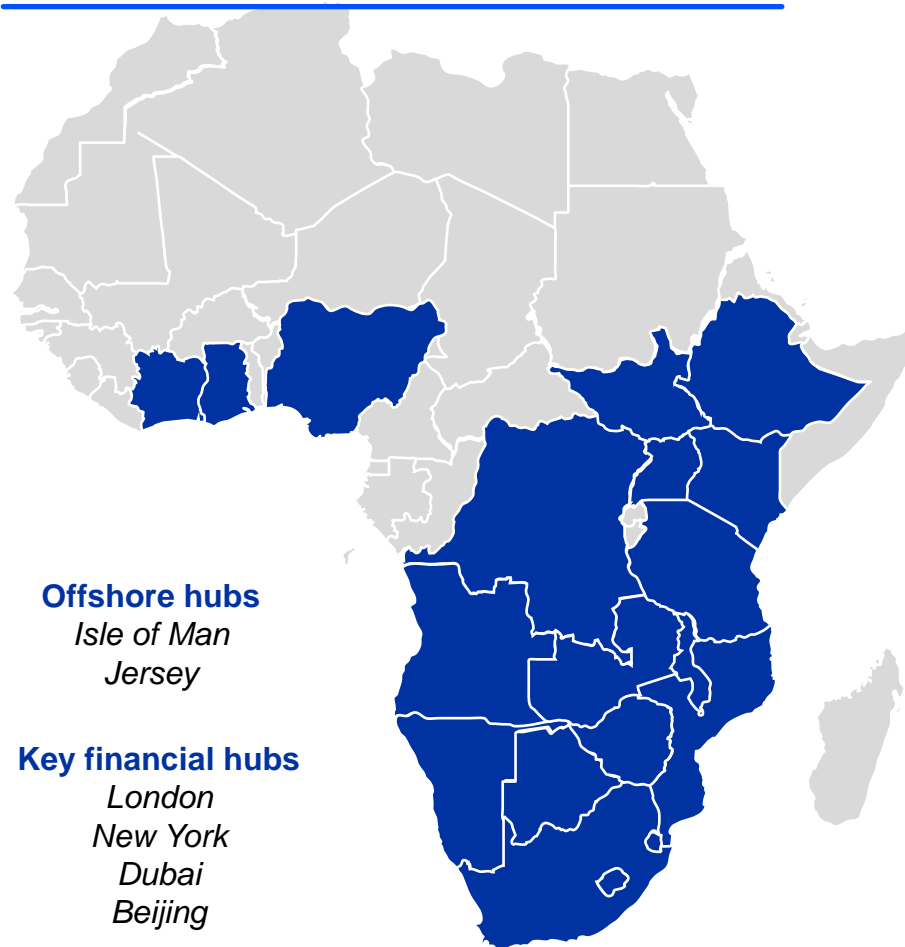 Offshore hubs
Isle of Man
Jersey
Key financial hubs
London
New York
Dubai
Beijing